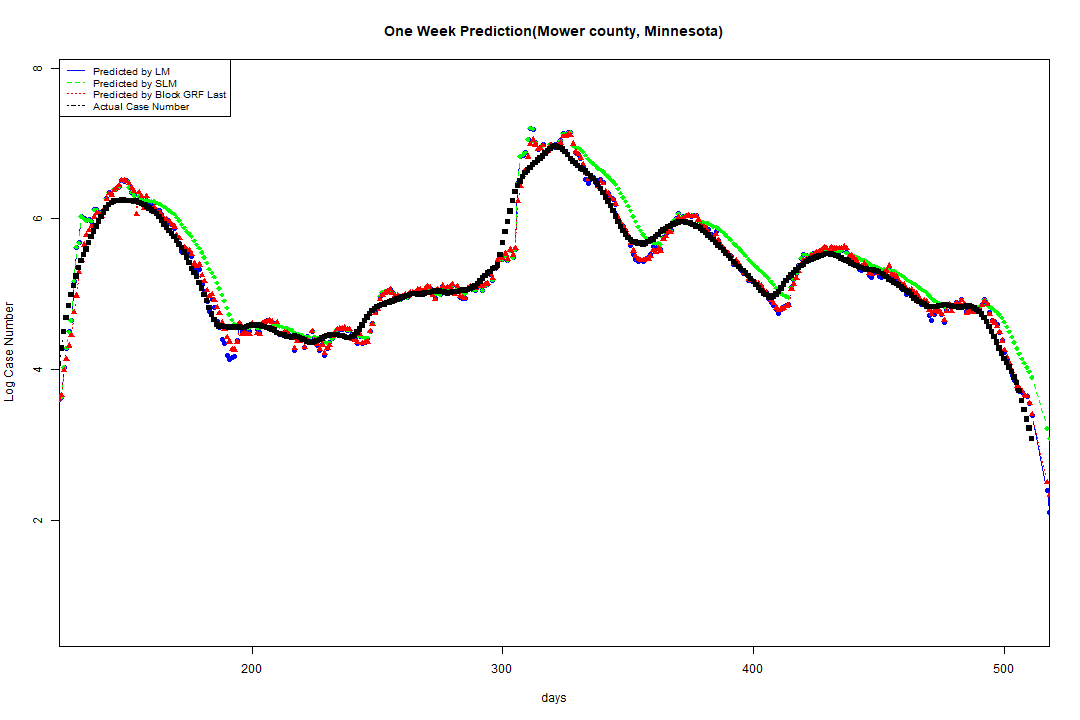 One Week Prediction(Mower county, Minnesota)
8
Predicted by LM
Predicted by SLM
Predicted by Block GRF Last
Actual Case Number
6
4
2
Log Case Number
200
300
400
500
days